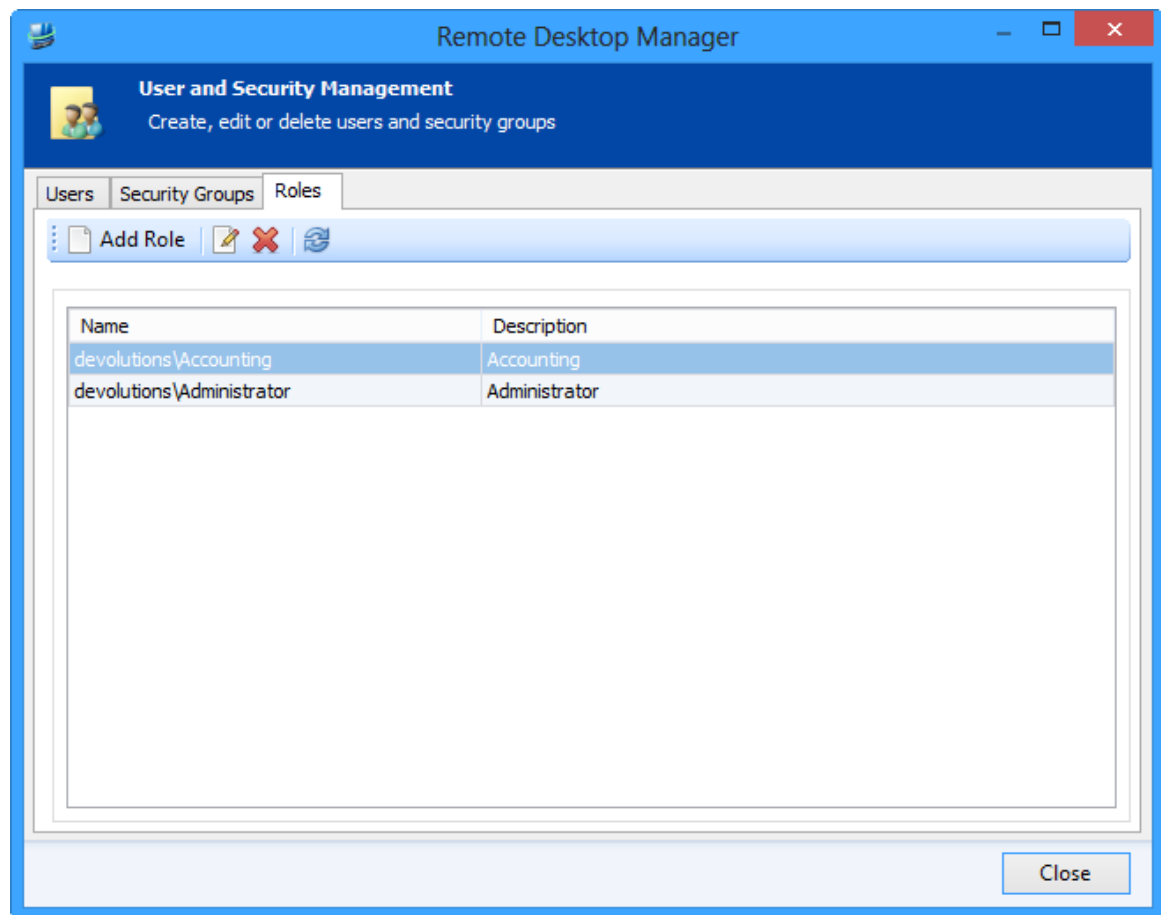 Remote Desktop Manager
User and Security Management
Create, edit or delete users and security groups
Users Security Groups Roles
Add Role
Name Description
devolutions\Accounting Accounting
devolutions\Administrator Administrator
Close